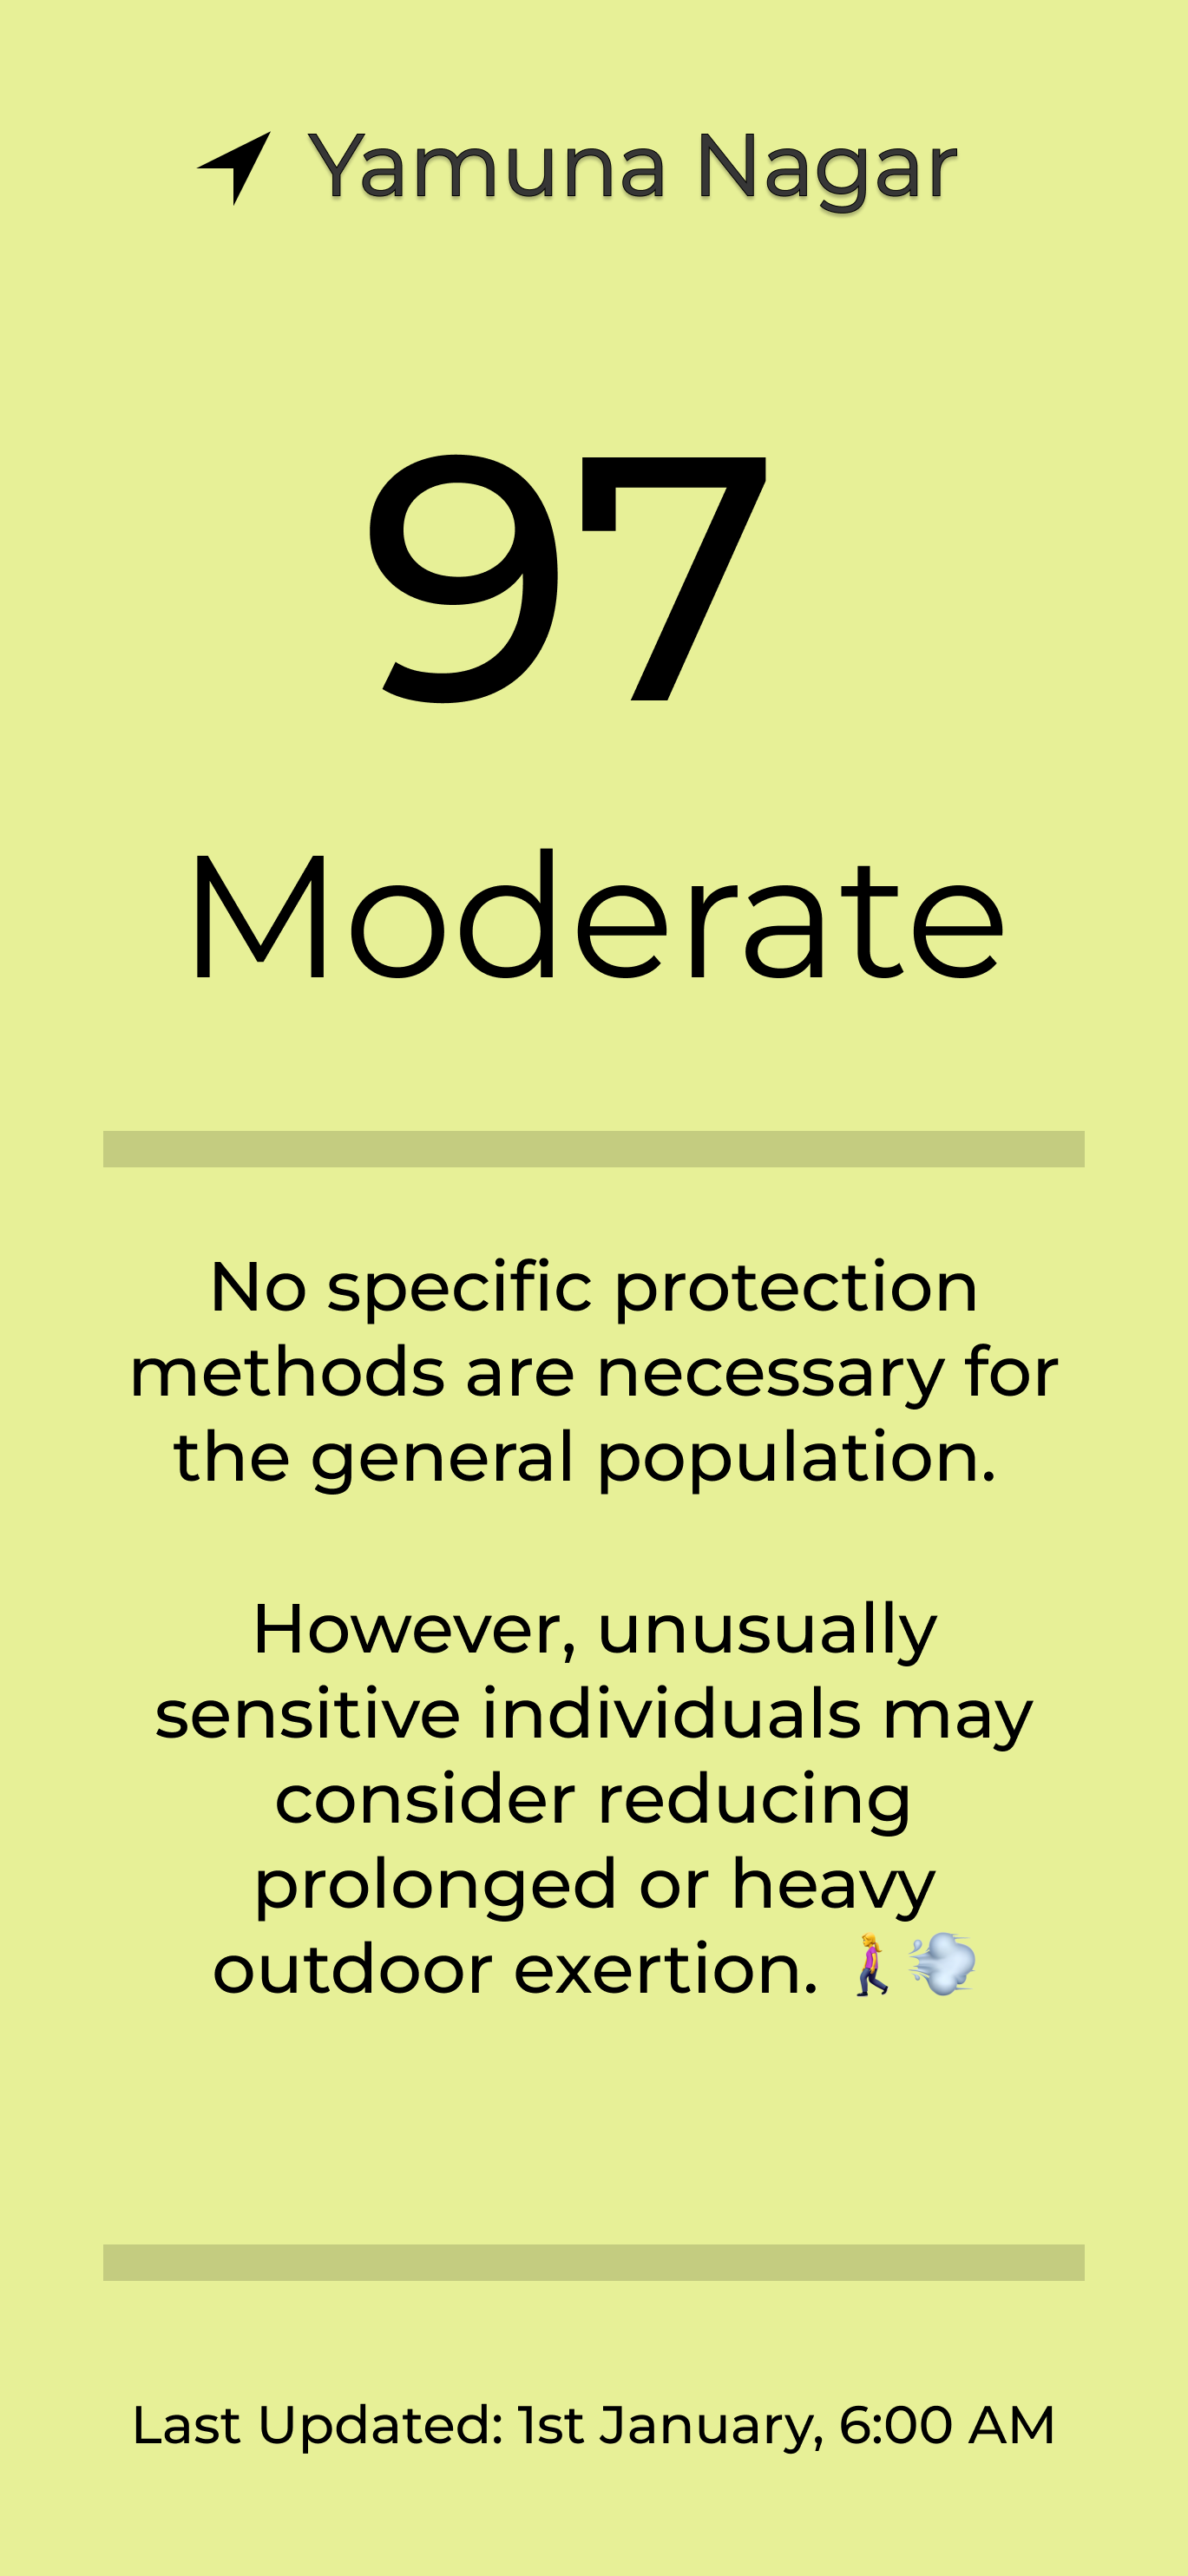 Yamuna Nagar
97
Moderate
No specific protection
methods are necessary for
the general population.
However, unusually
sensitive individuals may
consider reducing
prolonged or heavy
outdoor exertion. 🚶‍♀️💨
Last Updated: 1st January, 6:00 AM